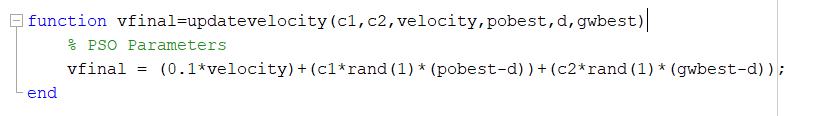 function vfinal=updatevelocity(c1,c2,velocity,pobest,d,gwbest)
% PSO Parameters
vfinal = (0.1*velocity)+(c1*rand(1)*(pobest-d))+(c2*rand(1)*(gwbest-d));
end